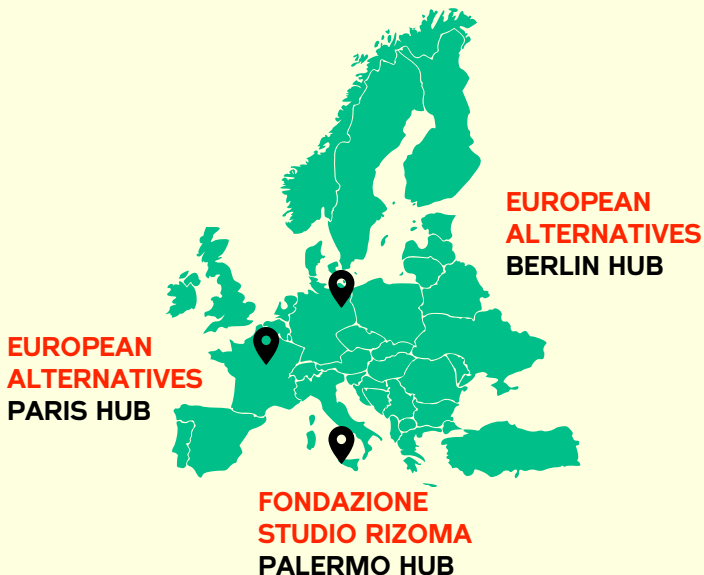 EUROPEAN
ALTERNATIVES
BERLIN HUB
EUROPEAN
ALTERNATIVES
PARIS HUB
FONDAZIONE
STUDIO RIZOMA
PALERMO HUB